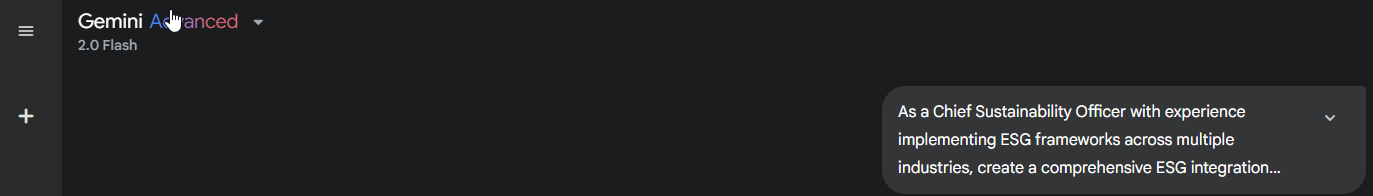 Gemini Advanced
2.0 Flash
As a Chief Sustainability Officer with experience
implementing ESG frameworks across multiple
industries, create a comprehensive ESG integration...